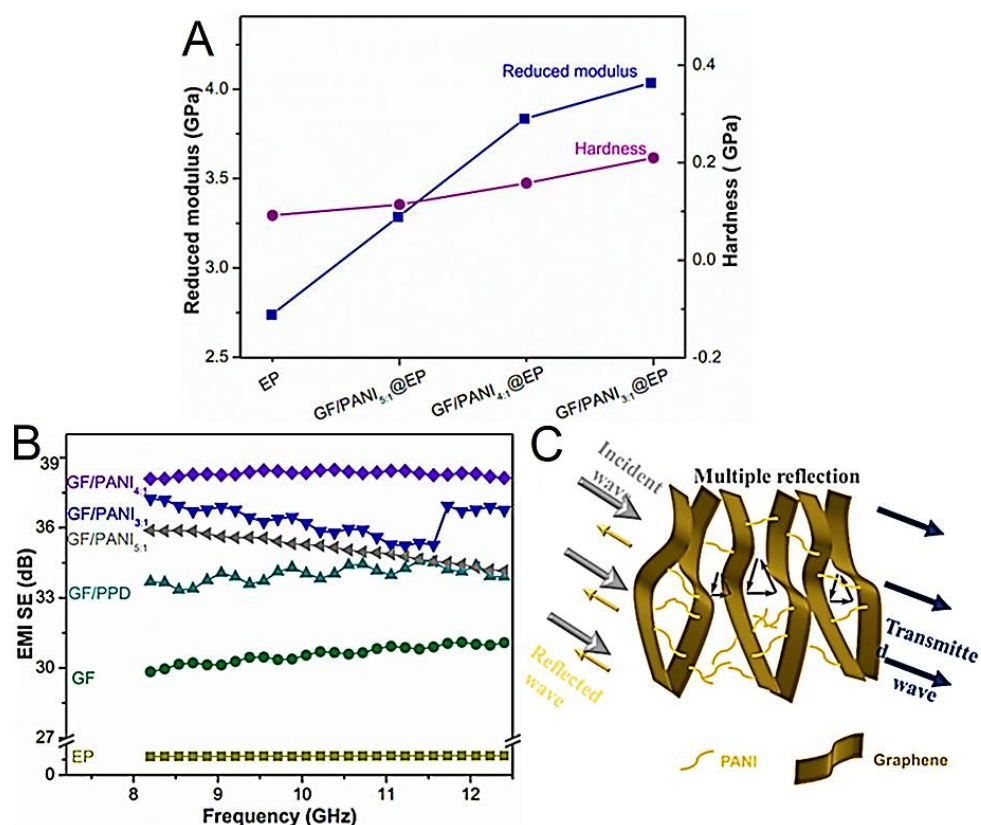 A
Reduced modulus (GPa)
4.0
3.5
3.0
2.5
Reduced modulus
Hardness
0.4
0.2
0.0
-0.2
Hardness ( GPa)
EP
GF/PANI5:1@EP
GF/PANI4:1@EP
GF/PANI3:1@EP
B
EMI SE (dB)
39
36
33
30
27
0
GF/PANI4:1
GF/PANI3:1
GF/PANI5:1
GF/PPD
GF
EP
8
9
10
11
12
Frequency (GHz)
C
Incident
wave
Multiple reflection
Reflected
wave
Transmitte
d
wave
PANI
Graphene